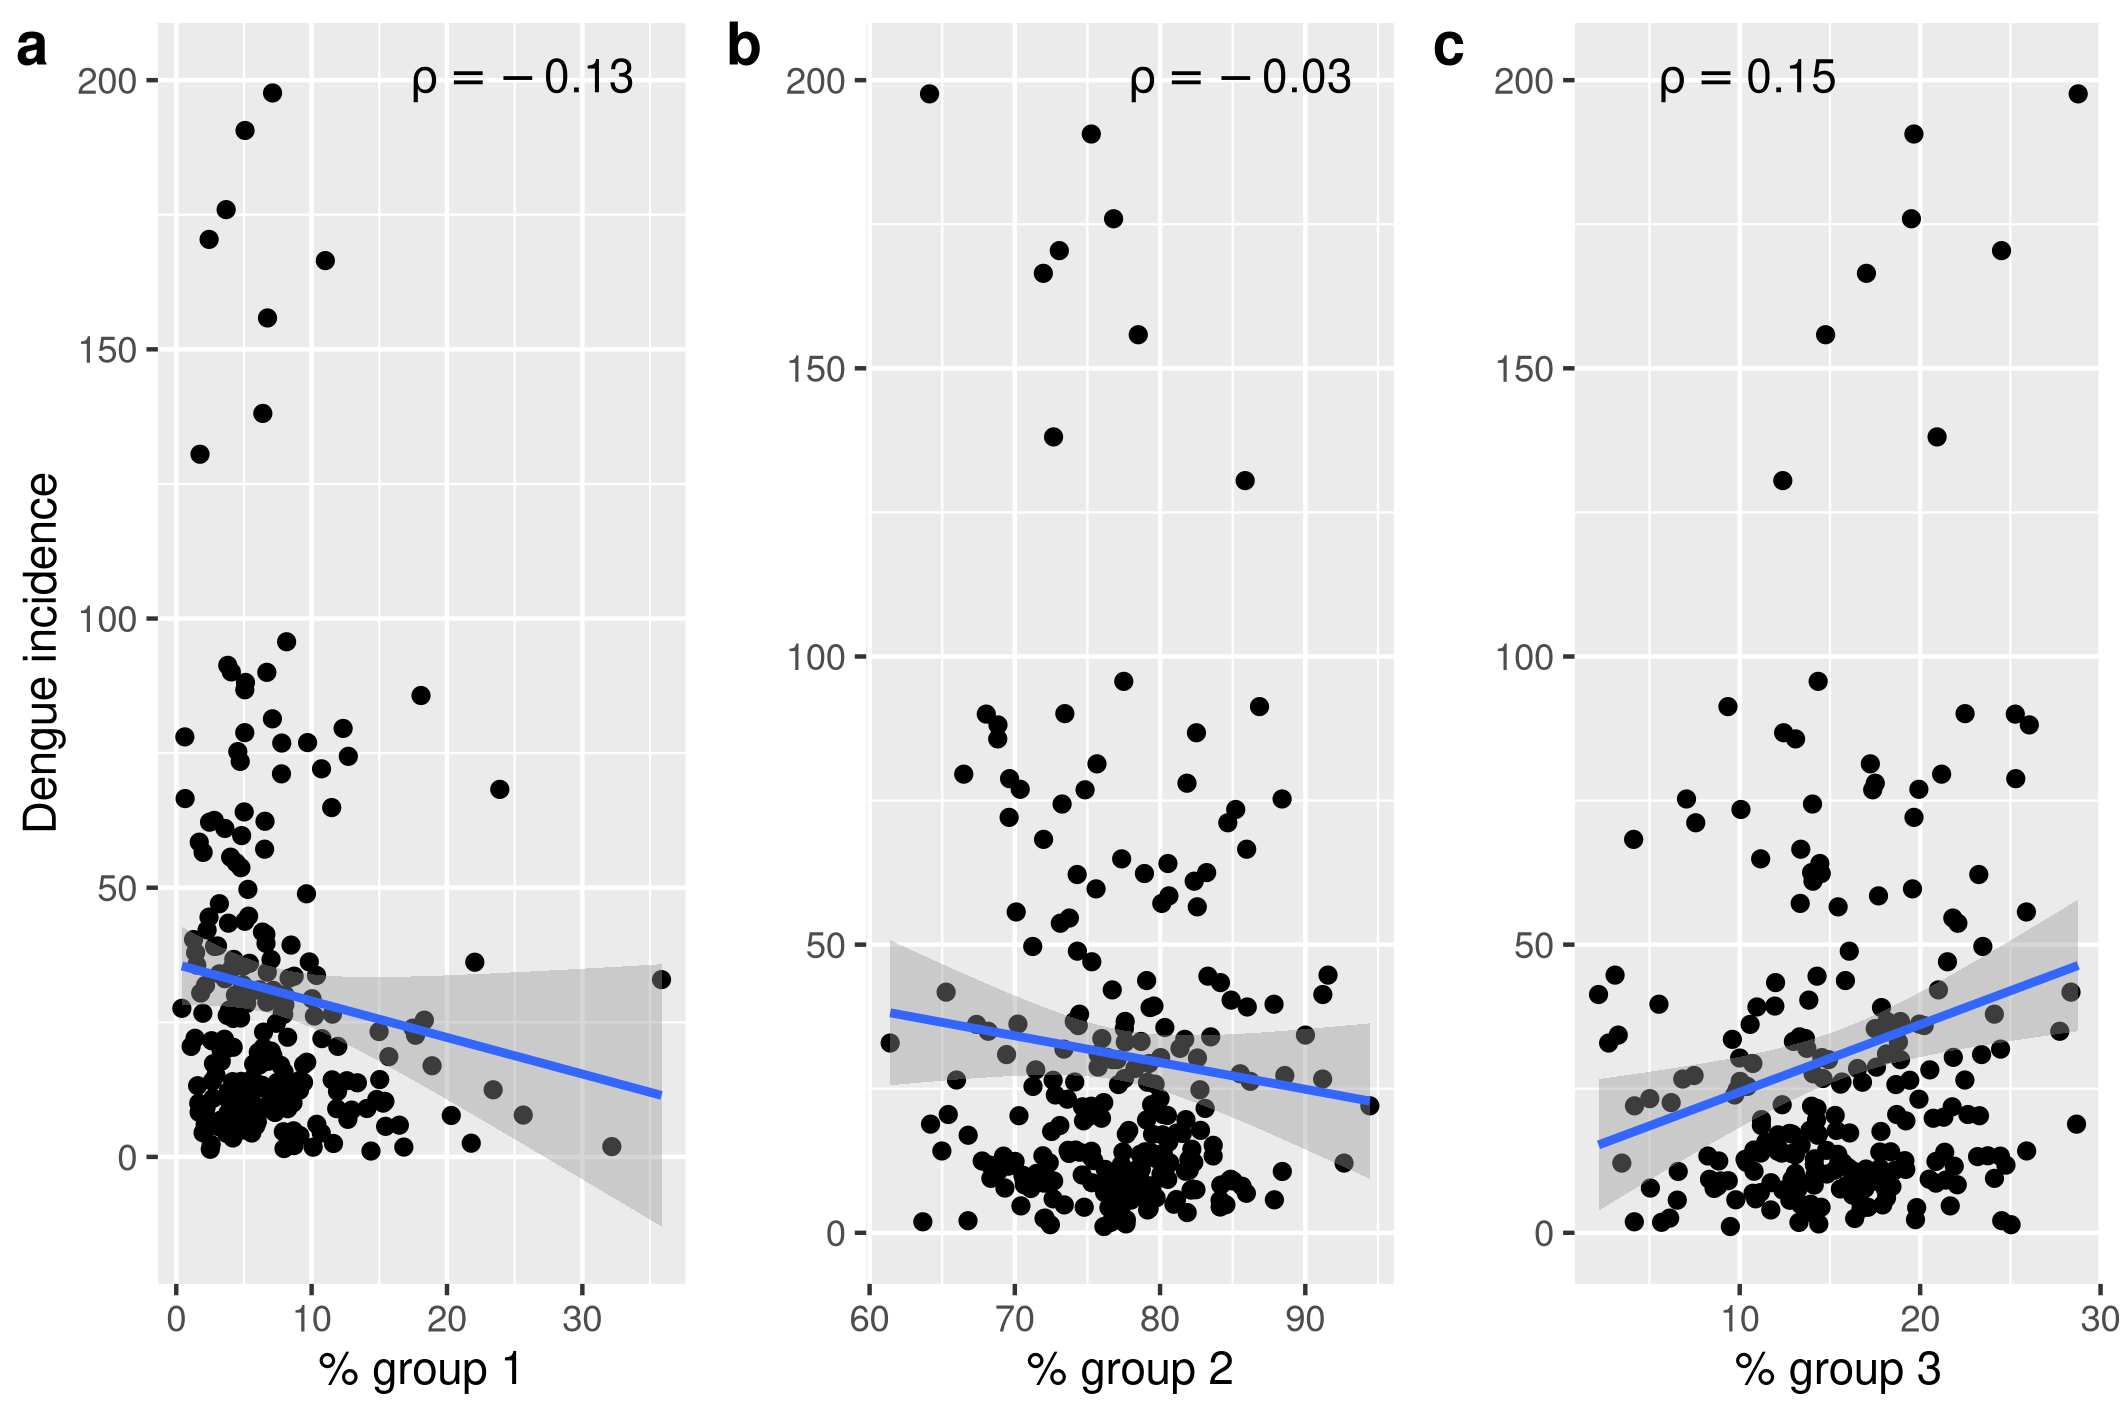 a
ρ = −0.13
200
150
100
50
0
Dengue incidence
0 10 20 30
% group 1
b
ρ = −0.03
200
150
100
50
0
60 70 80 90
% group 2
c
ρ = 0.15
200
150
100
50
0
10 20 30
% group 3